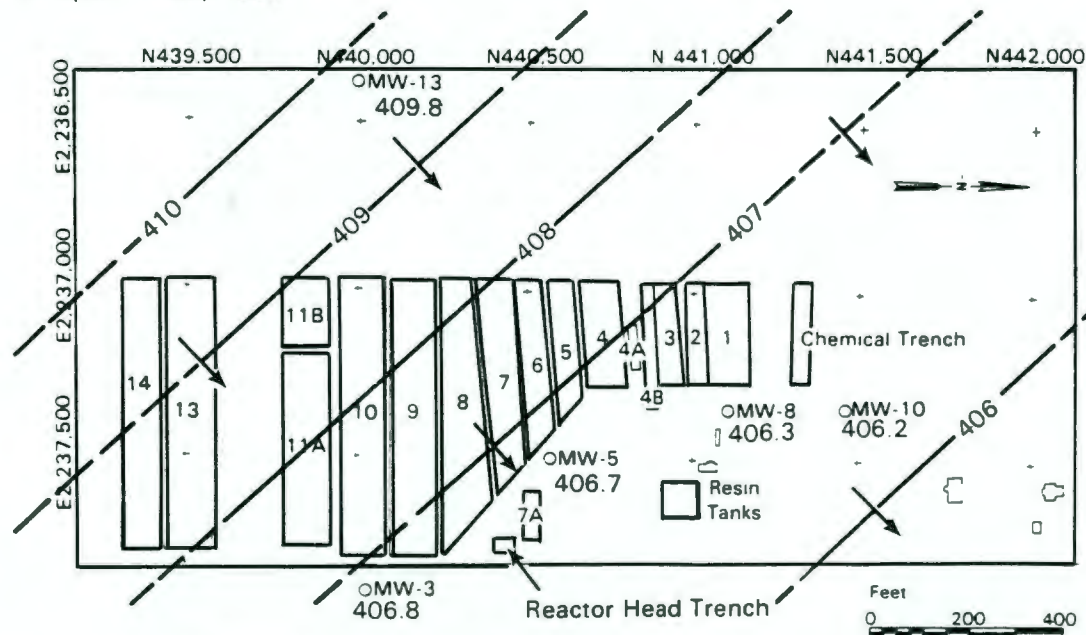 N439.500 N440.000 N440.500 N 441.000 N441.500 N442.000
E2.236.500
E2.237.000
E2.237.500
MW-13
409.8
410
409
408
407
406
N
14
13
11B
11A
10
9
8
7
6
5
4
4A
4B
3
2
1
Chemical Trench
MW-8
406.3
MW-10
406.2
MW-5
406.7
7A
Resin
Tanks
MW-3
406.8
Reactor Head Trench
Feet
0 200 400